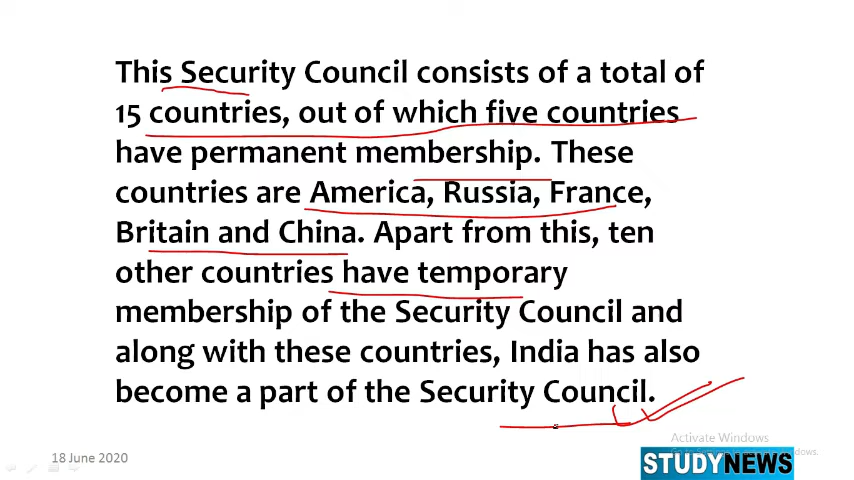 This Security Council consists of a total of
15 countries, out of which five countries
have permanent membership. These
countries are America, Russia, France,
Britain and China. Apart from this, ten
other countries have temporary
membership of the Security Council and
along with these countries, India has also
become a part of the Security Council.
Activate Windows
18 June 2020
STUDYNEWS